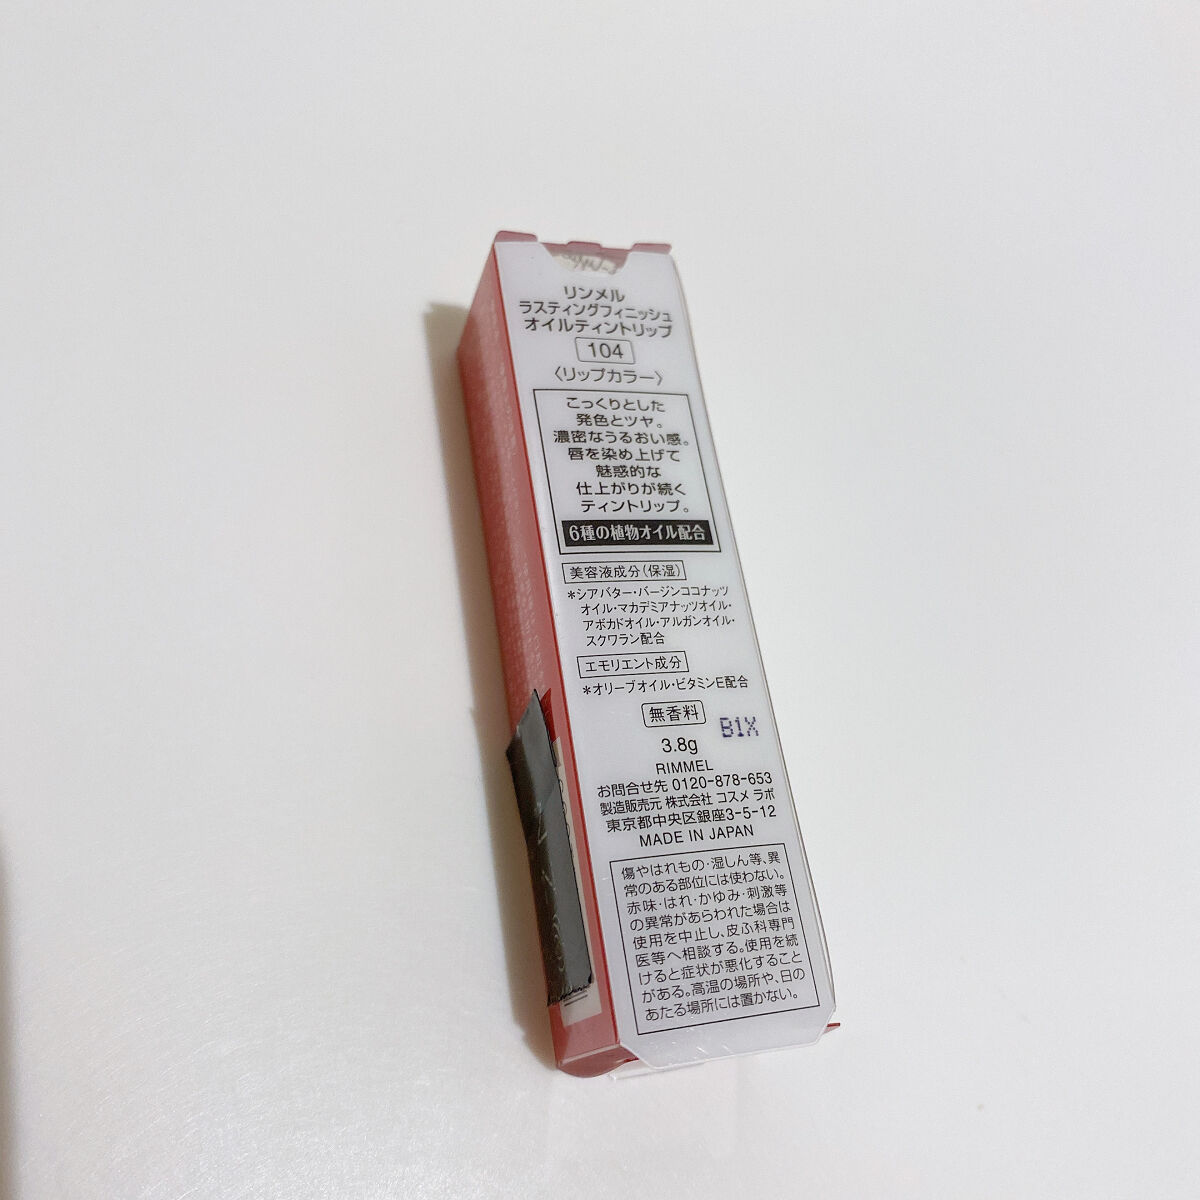 リンメル
ラスティングフィニッシュ
オイルティントリップ
104
〈リップカラー〉
こっくりとした
発色とツヤ。
濃密なうるおい感。
唇を染め上げて
魅惑的な
仕上がりが続く
ティントリップ。
6種の植物オイル配合
美容液成分(保湿)
*シアバター・バージンココナッツ
オイル・マカデミアナッツオイル・
アボカドオイル・アルガンオイル・
スクワラン配合
エモリエント成分
*オリーブオイル・ビタミンE配合
無香料
B1X
3.8g
RIMMEL
お問合せ先 0120-878-653
製造販売元 株式会社 コスメ ラボ
東京都中央区銀座3-5-12
MADE IN JAPAN
傷やはれもの・湿しん等、異
常のある部位には使わない。
赤味・はれ・かゆみ・刺激等
の異常があらわれた場合は
使用を中止し、皮ふ科専門
医等へ相談する。使用を続
けると症状が悪化すること
がある。高温の場所や、日の
あたる場所には置かない。